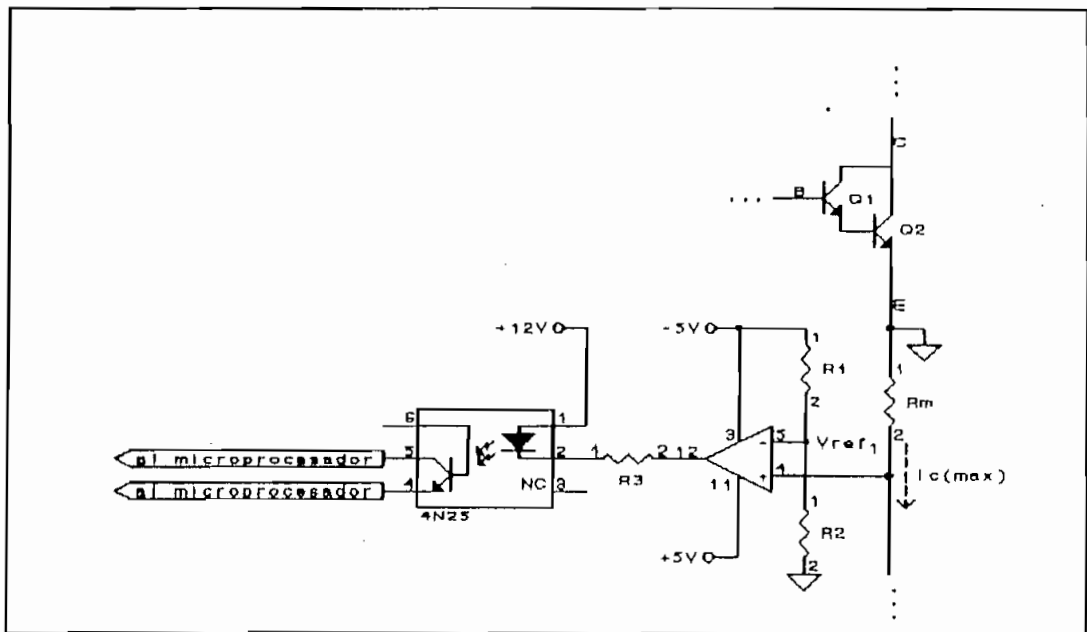 C
B
Q1
Q2
E
+12V
-5V
1
R1
2
1
Rm
2
6
1
5
al microprocesador
4
al microprocesador
2
NC
3
4N25
1
R3
2
12
3
11
5
-
4
+
Vref1
Ic(max)
1
R2
2
+5V